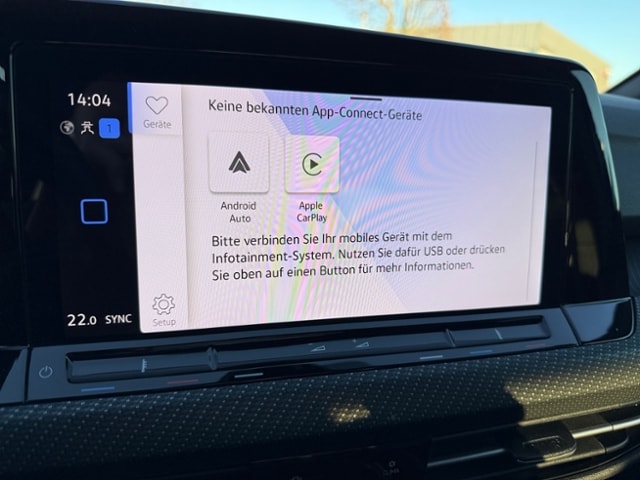 14:04
1
Geräte
Keine bekannten App-Connect-Geräte
Android
Auto
Apple
CarPlay
Bitte verbinden Sie Ihr mobiles Gerät mit dem
Infotainment-System. Nutzen Sie dafür USB oder drücken
Sie oben auf einen Button für mehr Informationen.
22.0 SYNC
Setup